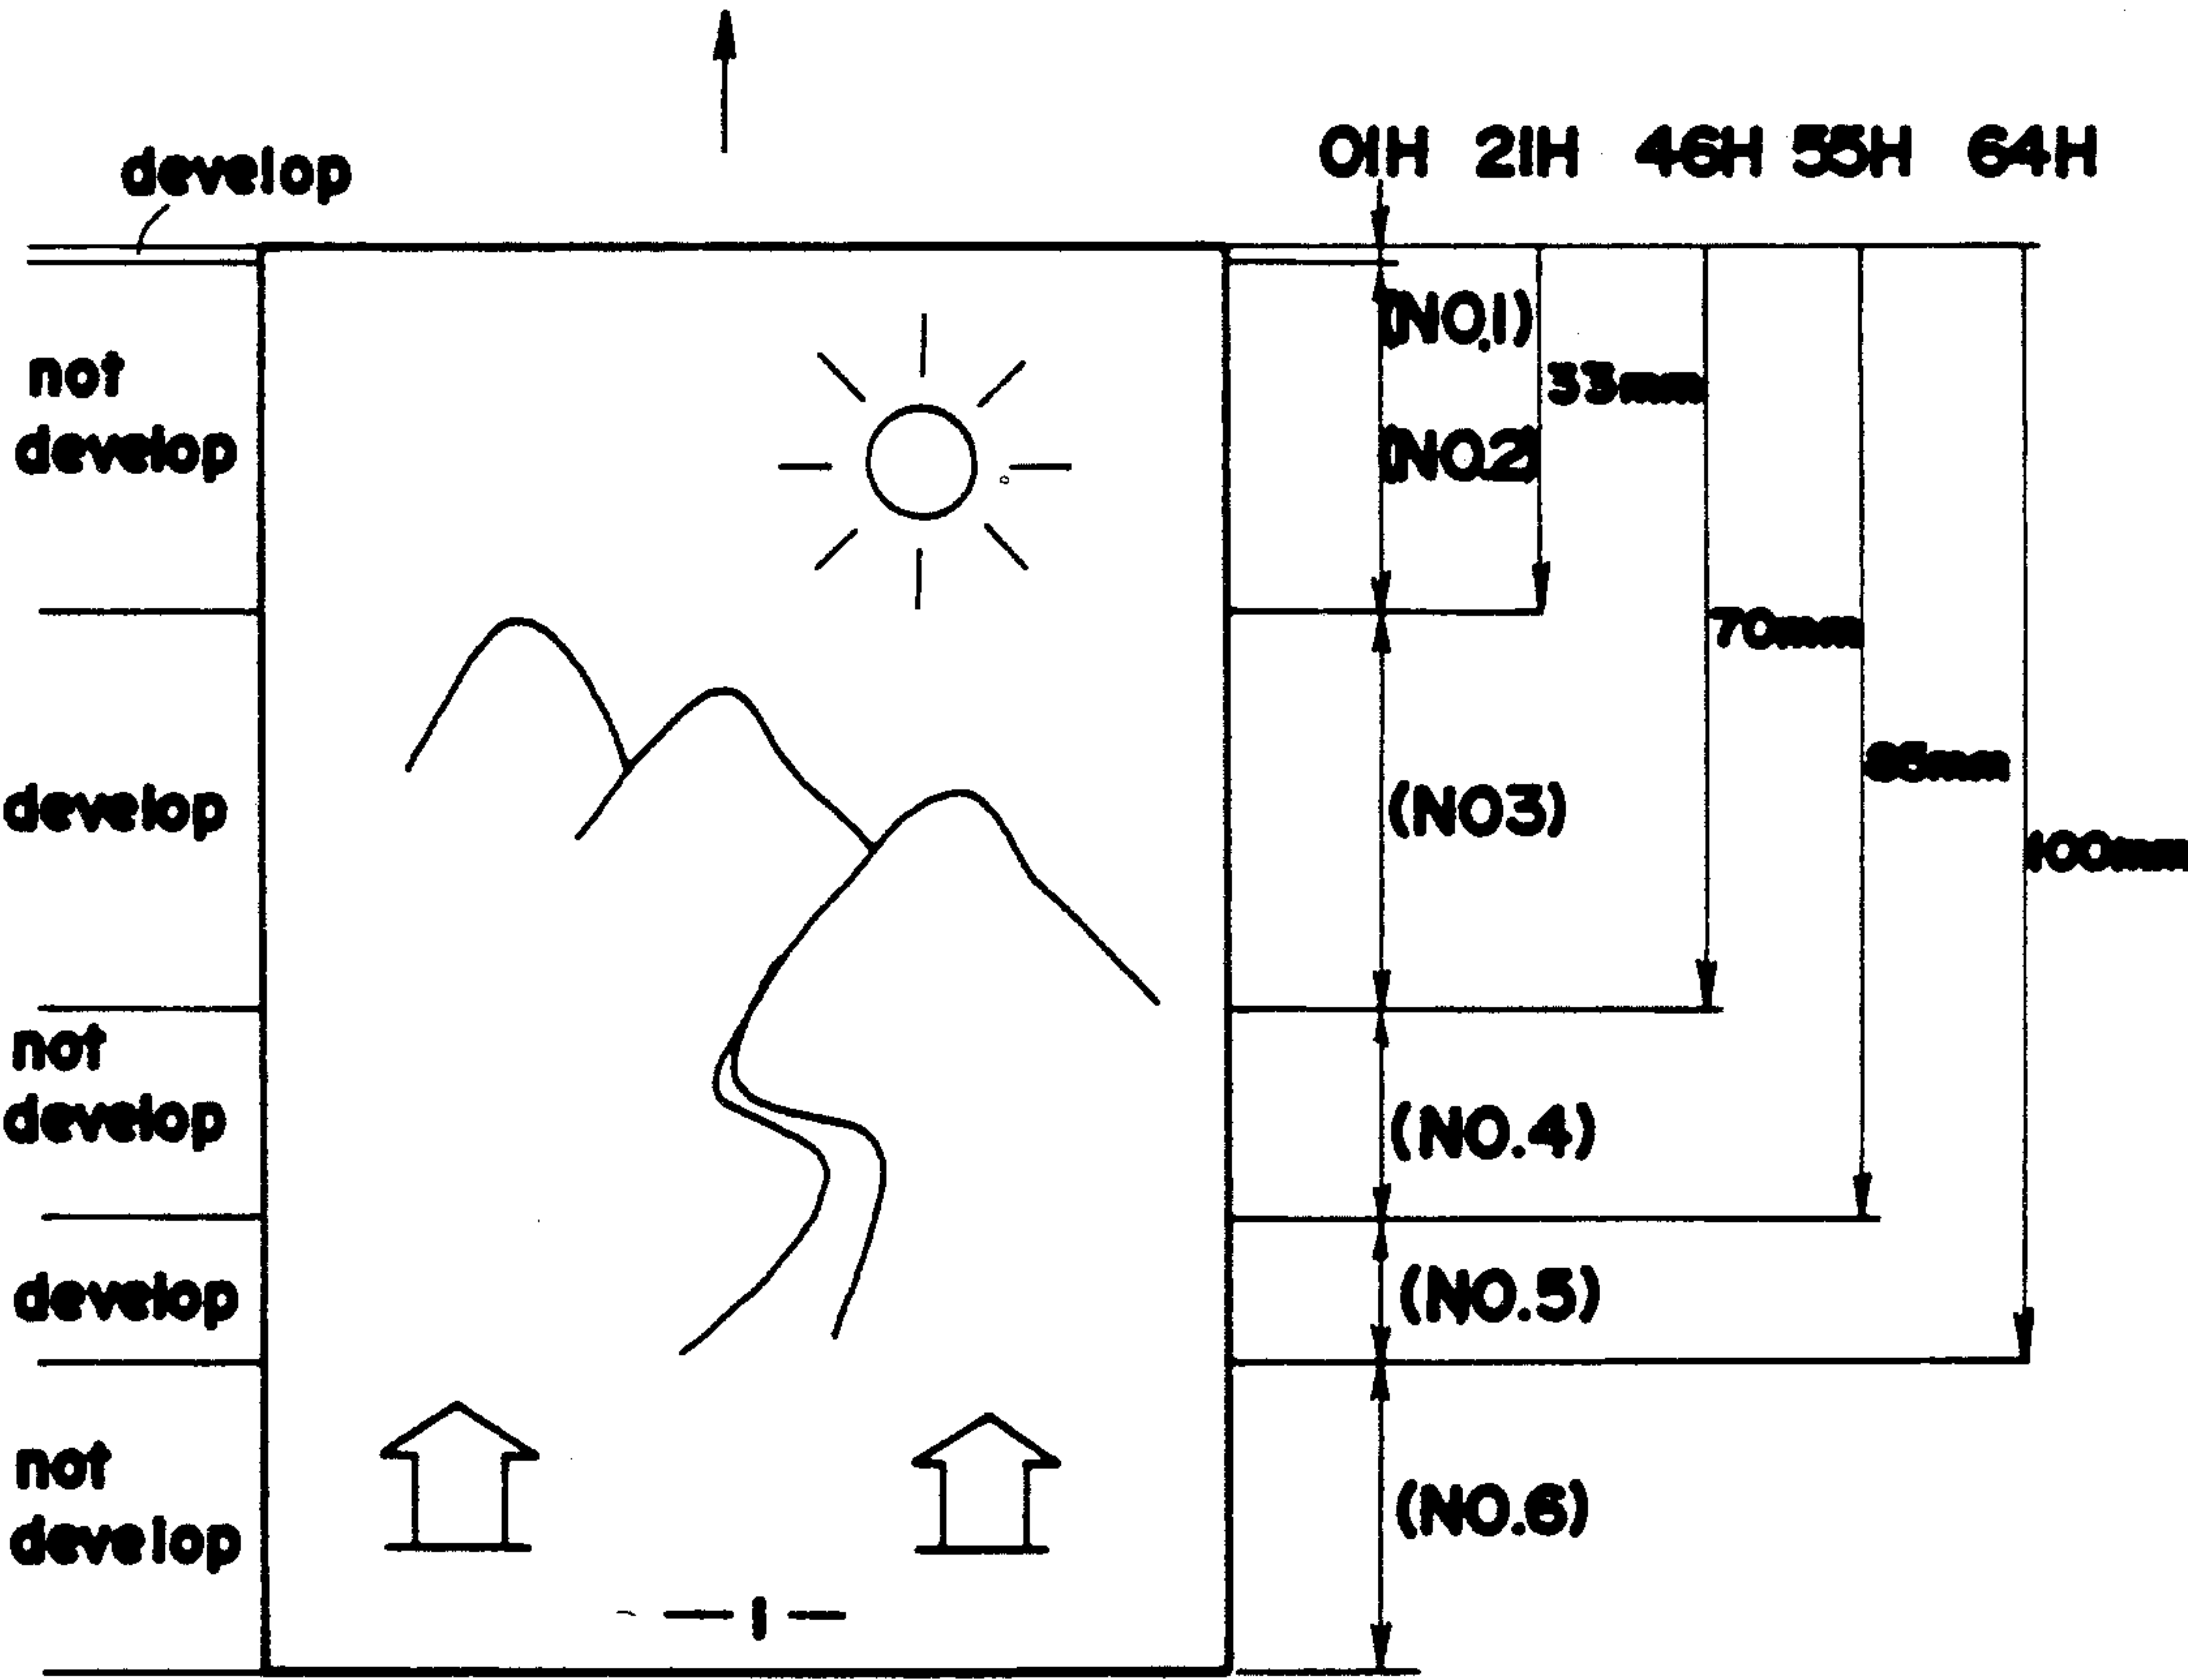 develop
01H 21H 46H 55H 64H
(NO.1)
not
develop
33mm
(NO.2)
70mm
85mm
develop
(NO3)
100mm
not
develop
(NO.4)
develop
(NO.5)
not
develop
(NO.6)
- 1 -